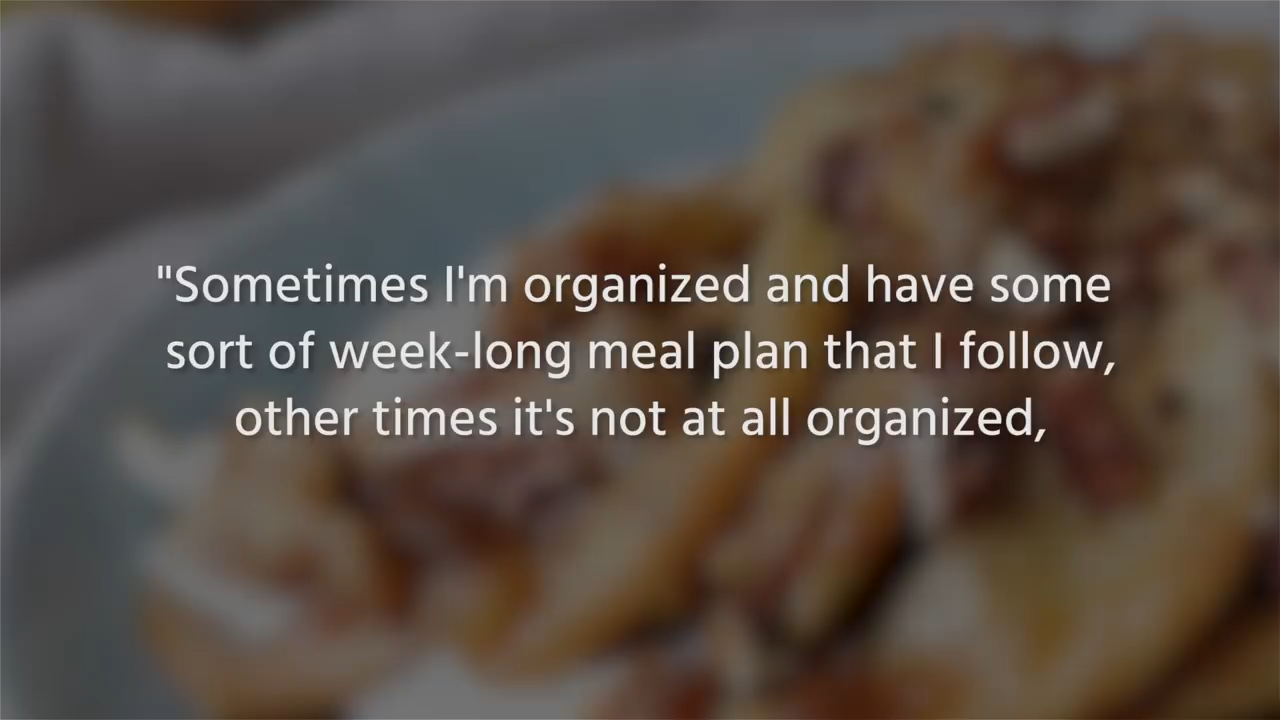 "Sometimes I'm organized and have some
sort of week-long meal plan that I follow,
other times it's not at all organized,